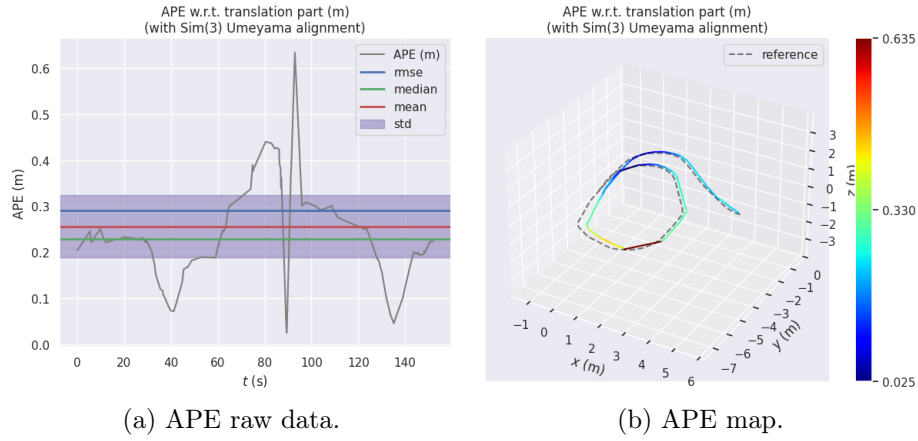 APE w.r.t. translation part (m)
(with Sim(3) Umeyama alignment)
APE (m)
rmse
median
mean
std
0.6
0.5
0.4
0.3
0.2
0.1
0.0
APE (m)
0 20 40 60 80 100 120 140
t (s)
(a) APE raw data.
APE w.r.t. translation part (m)
(with Sim(3) Umeyama alignment)
reference
3
2
1
0
−1
−2
−3
z (m)
0
−1
−2
−3
−4
−5
−6
−7
y (m)
−1 0 1 2 3 4 5 6
x (m)
0.635
0.330
0.025
(b) APE map.